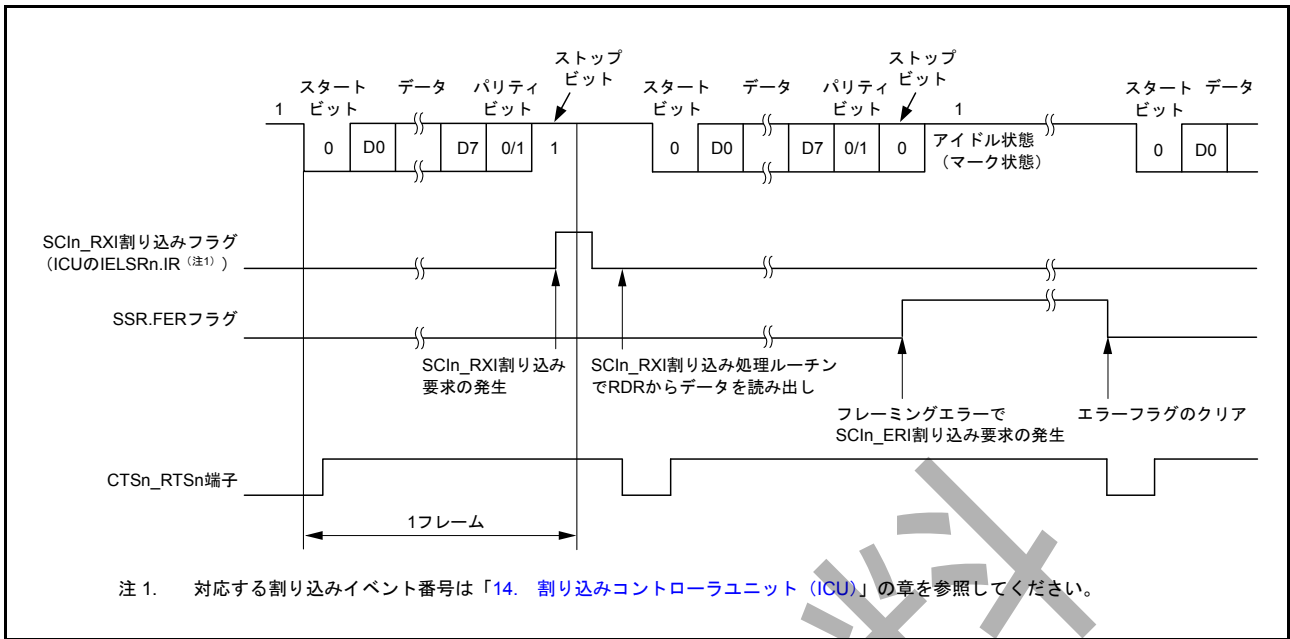 ストップ
ビット
スタート
ビット
データ
パリティ
ビット
スタート
ビット
データ
パリティ
ビット
ストップ
ビット
スタート
ビット
データ
1
1
0 D0 D7 0/1 1
0 D0 D7 0/1 0
アイドル状態
（マーク状態）
0 D0
SCIn_RXI割り込みフラグ
（ICUのIELSRn.IR（注1））
SSR.FERフラグ
SCIn_RXI割り込み
要求の発生
SCIn_RXI割り込み処理ルーチン
でRDRからデータを読み出し
フレーミングエラーで
SCIn_ERI割り込み要求の発生
エラーフラグのクリア
CTSn_RTSn端子
1フレーム
注 1. 対応する割り込みイベント番号は「14. 割り込みコントローラユニット（ICU）」の章を参照してください。